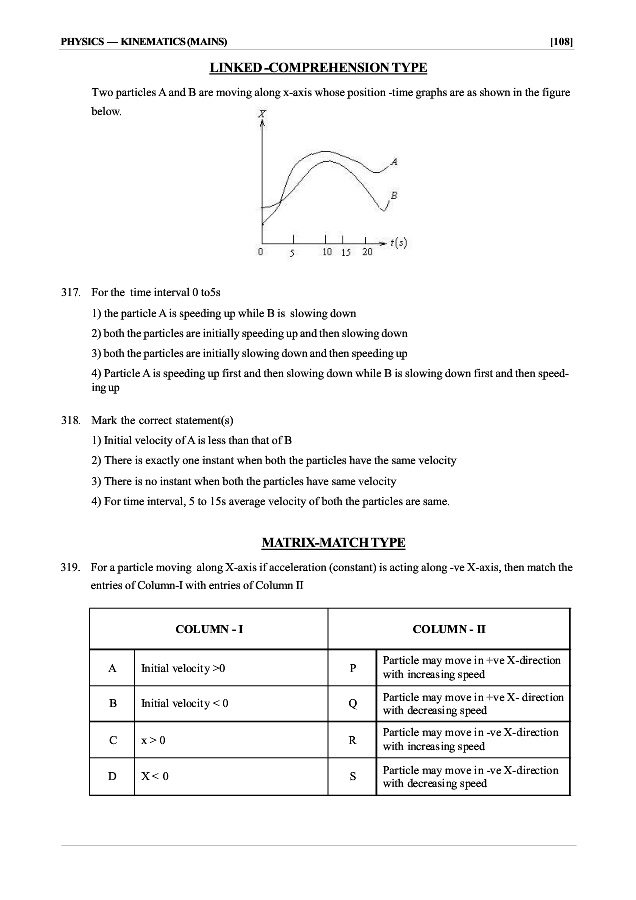 PHYSICS — KINEMATICS (MAINS) [108]
LINKED -COMPREHENSION TYPE
Two particles A and B are moving along x-axis whose position -time graphs are as shown in the figure
below.
X
A
B
t(s)
0 5 10 15 20
317. For the time interval 0 to5s
1) the particle A is speeding up while B is slowing down
2) both the particles are initially speeding up and then slowing down
3) both the particles are initially slowing down and then speeding up
4) Particle A is speeding up first and then slowing down while B is slowing down first and then speed-
ing up
318. Mark the correct statement(s)
1) Initial velocity of A is less than that of B
2) There is exactly one instant when both the particles have the same velocity
3) There is no instant when both the particles have same velocity
4) For time interval, 5 to 15s average velocity of both the particles are same.
MATRIX-MATCH TYPE
319. For a particle moving along X-axis if acceleration (constant) is acting along -ve X-axis, then match the
entries of Column-I with entries of Column II
COLUMN - I COLUMN - II
A Initial velocity >0 P Particle may move in +ve X-direction
with increasing speed
B Initial velocity < 0 Q Particle may move in +ve X- direction
with decreasing speed
C x > 0 R Particle may move in -ve X-direction
with increasing speed
D X < 0 S Particle may move in -ve X-direction
with decreasing speed